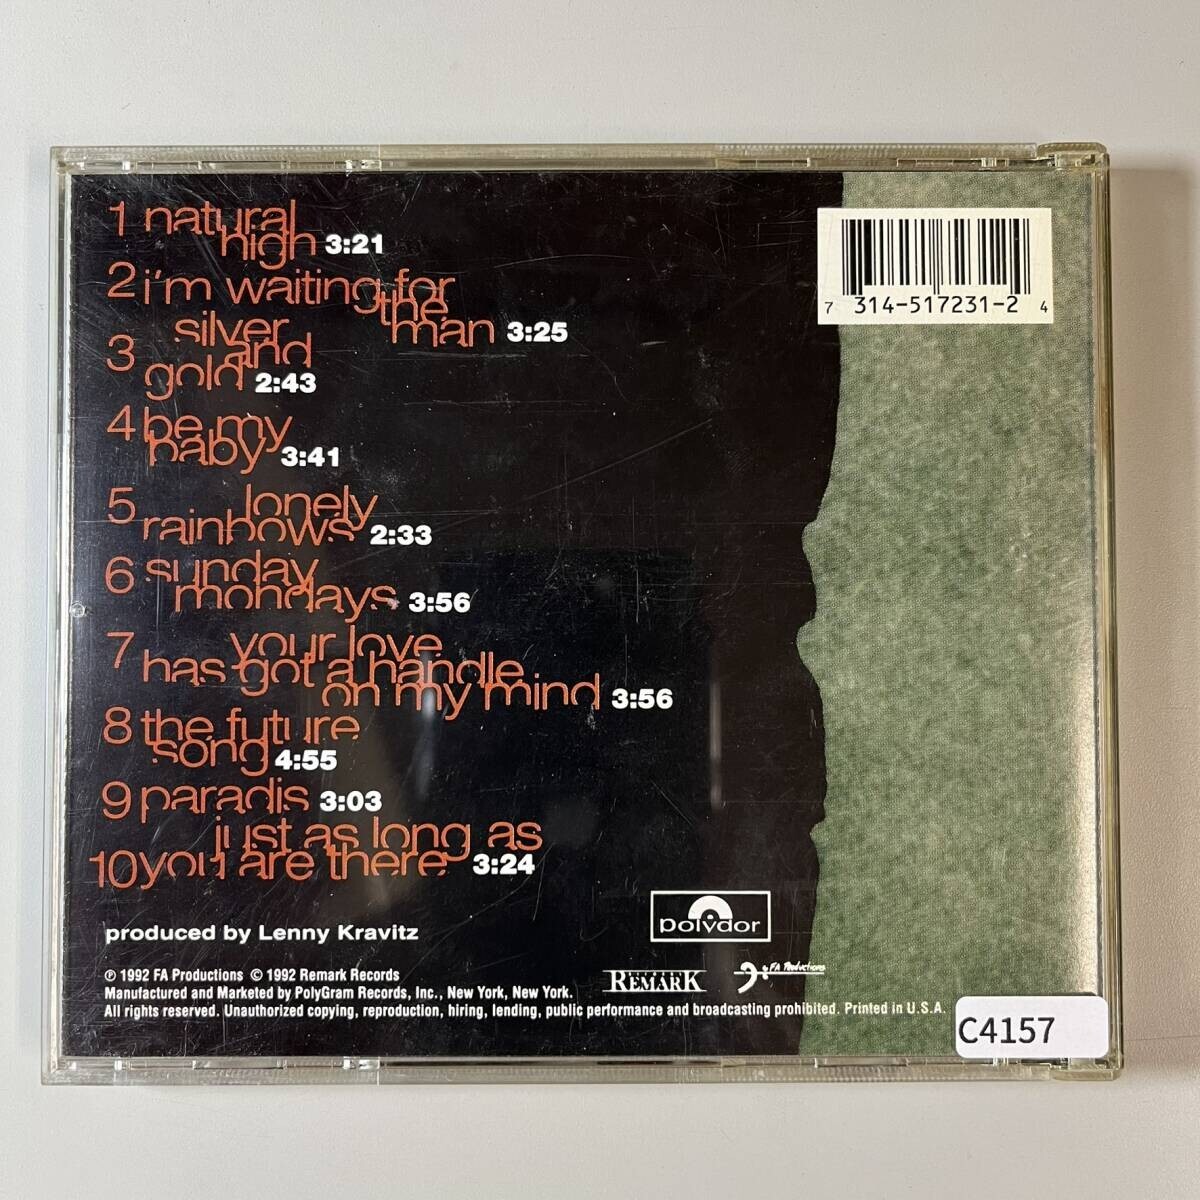 1 natural
high 3:21
2 i'm waiting for
the
man 3:25
silver
3 and
gold 2:43
4 be my
baby 3:41
5 lonely
rainbows 2:33
6 sunday
mondays 3:56
7 your love
has got a handle
on my mind 3:56
8 the future
song 4:55
9 paradis 3:03
just as long as
10 you are there 3:24
7 314-517231-2 4
polydor
produced by Lenny Kravitz
℗ 1992 FA Productions © 1992 Remark Records
REMARK
FA Productions
Manufactured and Marketed by PolyGram Records, Inc., New York, New York.
All rights reserved. Unauthorized copying, reproduction, hiring, lending, public performance and broadcasting prohibited. Printed in U.S.A.
C4157